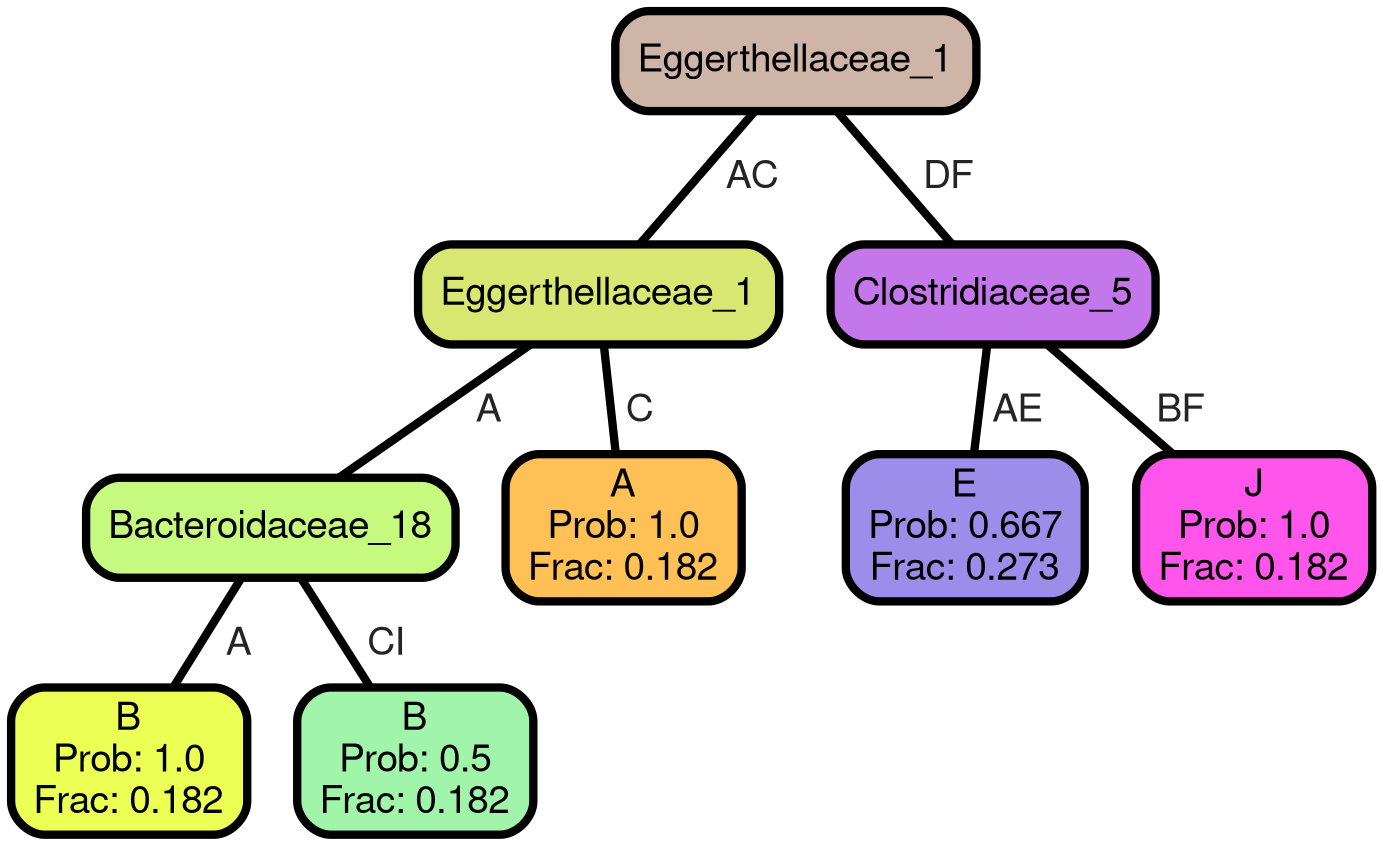 Eggerthellaceae_1
AC
DF
Eggerthellaceae_1
Clostridiaceae_5
A
C
AE
BF
Bacteroidaceae_18
A
Prob: 1.0
Frac: 0.182
E
Prob: 0.667
Frac: 0.273
J
Prob: 1.0
Frac: 0.182
A
CI
B
Prob: 1.0
Frac: 0.182
B
Prob: 0.5
Frac: 0.182